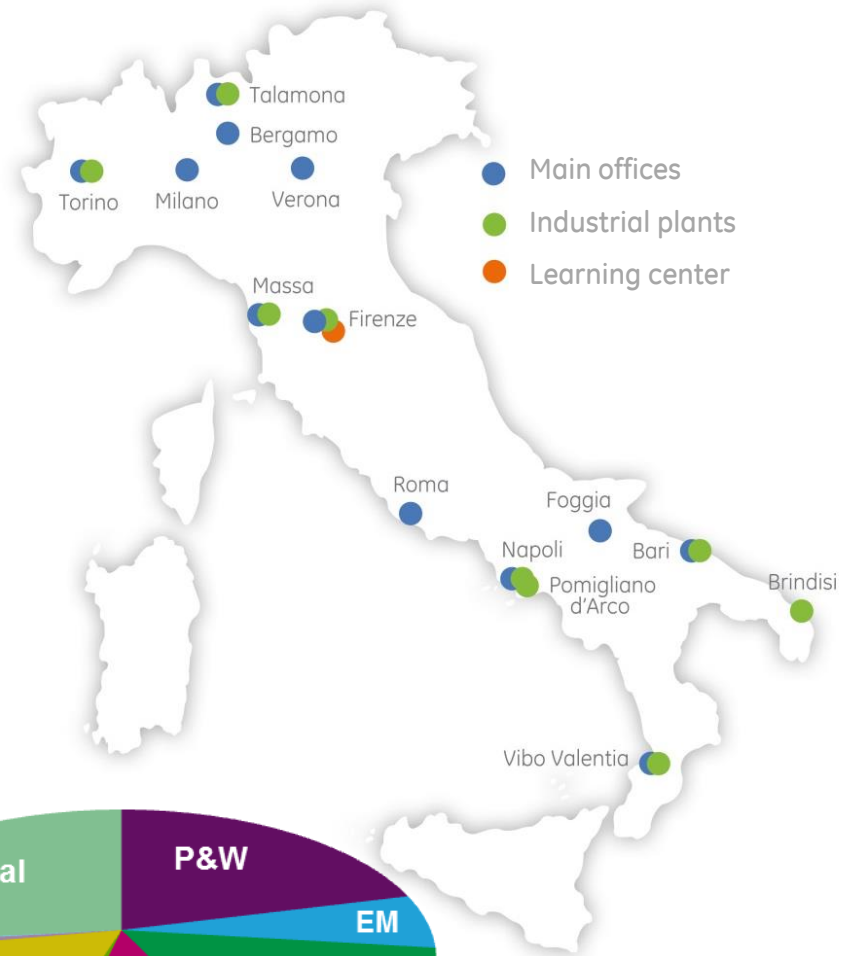 Talamona
Bergamo
Torino
Milano
Verona
Main offices
Industrial plants
Learning center
Massa
Firenze
Roma
Foggia
Napoli
Bari
Pomigliano
d'Arco
Brindisi
Vibo Valentia
al
P&W
EM